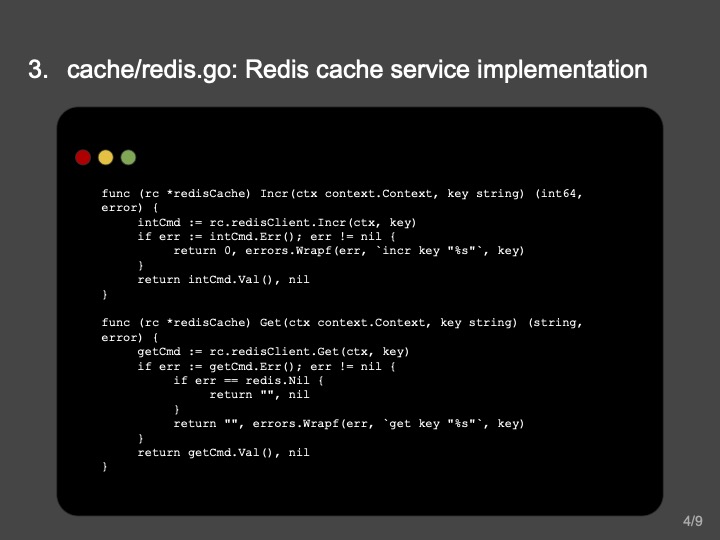 3. cache/redis.go: Redis cache service implementation
func (rc *redisCache) Incr(ctx context.Context, key string) (int64,
error) {
     intCmd := rc.redisClient.Incr(ctx, key)
     if err := intCmd.Err(); err != nil {
          return 0, errors.Wrapf(err, `incr key "%s"`, key)
     }
     return intCmd.Val(), nil
}
func (rc *redisCache) Get(ctx context.Context, key string) (string,
error) {
     getCmd := rc.redisClient.Get(ctx, key)
     if err := getCmd.Err(); err != nil {
          if err == redis.Nil {
               return "", nil
          }
          return "", errors.Wrapf(err, `get key "%s"`, key)
     }
     return getCmd.Val(), nil
}
4/9